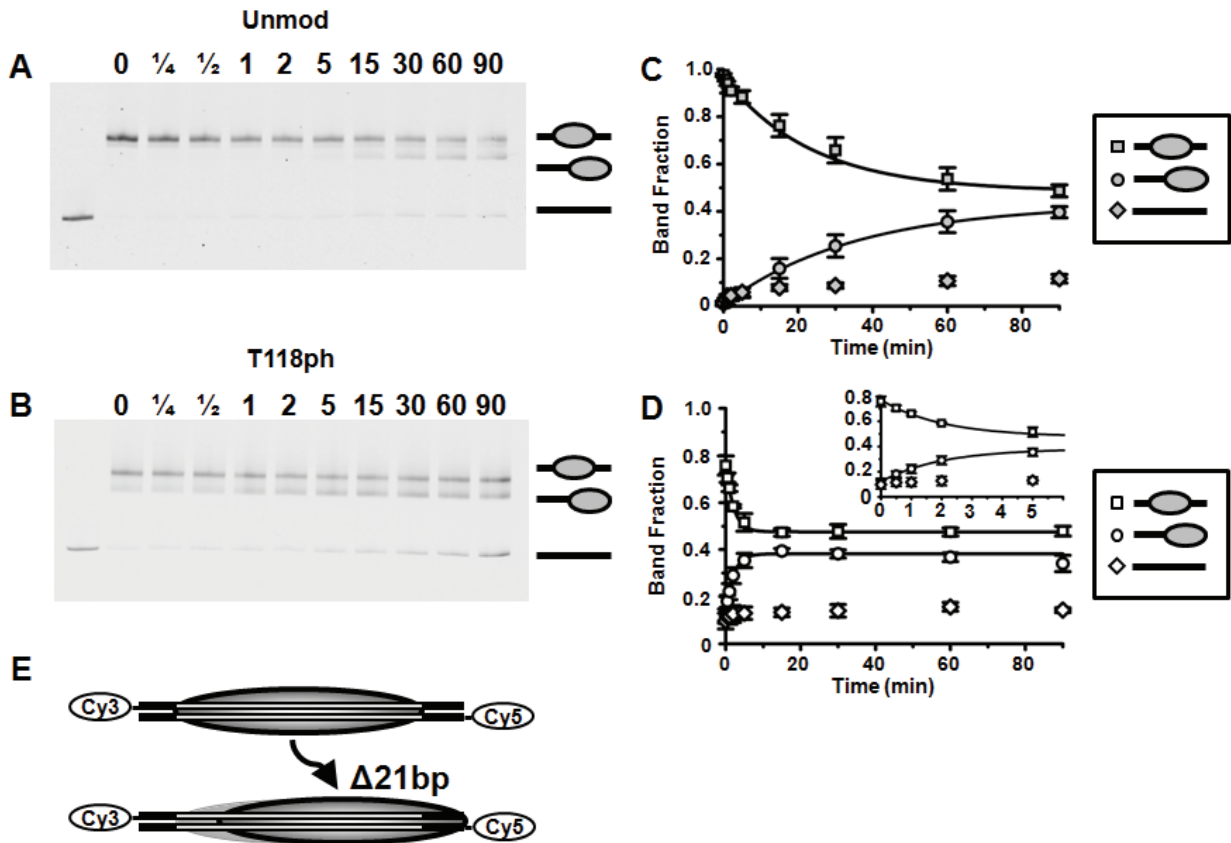 Unmod
A
0 ¼ ½ 1 2 5 15 30 60 90
T118ph
B
0 ¼ ½ 1 2 5 15 30 60 90
C
Band Fraction
1.0
0.8
0.6
0.4
0.2
0
0 20 40 60 80
Time (min)
D
Band Fraction
1.0
0.8
0.6
0.4
0.2
0
0 20 40 60 80
Time (min)
0.8
0.6
0.4
0.2
0
0 1 2 3 4 5
E
Cy3
Cy5
Δ21bp
Cy3
Cy5